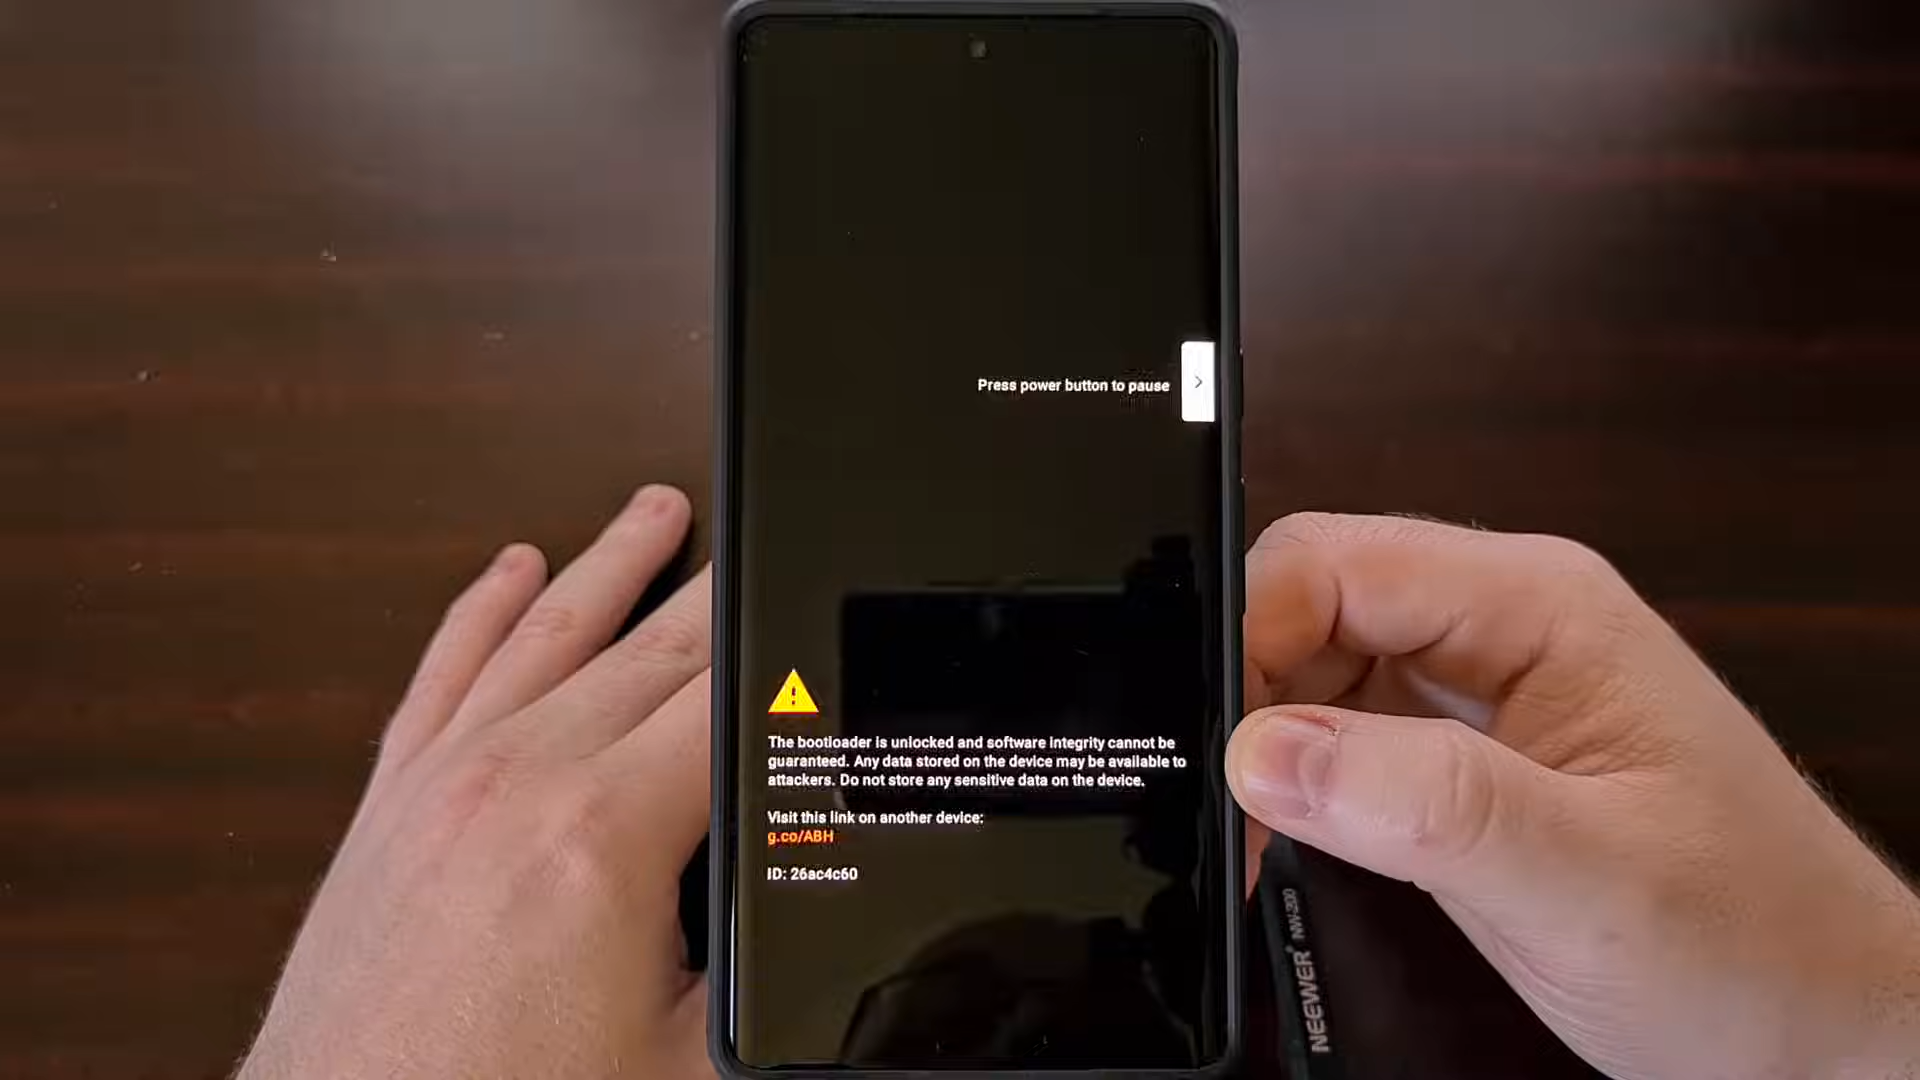 Press power button to pause
The bootloader is unlocked and software integrity cannot be
guaranteed. Any data stored on the device may be available to
attackers. Do not store any sensitive data on the device.
Visit this link on another device:
g.co/ABH
ID: 26ac4c60
NEEWER® NW-300